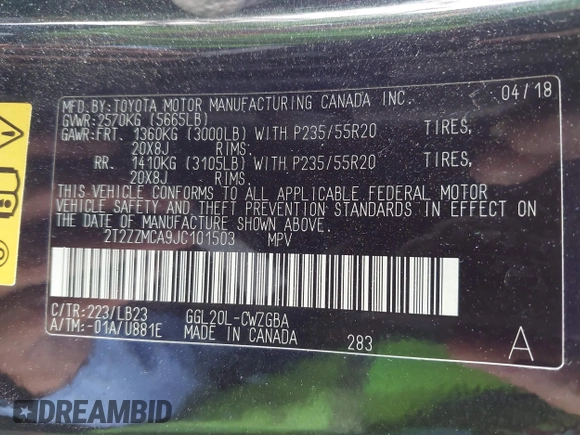 MFD.BY:TOYOTA MOTOR MANUFACTURING CANADA INC. 04/18
GVWR:2570KG (5665LB)
GAWR:FRT. 1360KG (3000LB) WITH P235/55R20 TIRES,
20X8J RIMS.
RR. 1410KG (3105LB) WITH P235/55R20 TIRES,
20X8J RIMS.
THIS VEHICLE CONFORMS TO ALL APPLICABLE FEDERAL MOTOR
VEHICLE SAFETY AND THEFT PREVENTION STANDARDS IN EFFECT ON
THE DATE OF MANUFACTURE SHOWN ABOVE.
2T2ZZMCA9JC101503 MPV
C/TR:223/LB23 GGL20L-CWZGBA
A/TM:-01A/U881E MADE IN CANADA 283 A
DREAMBID